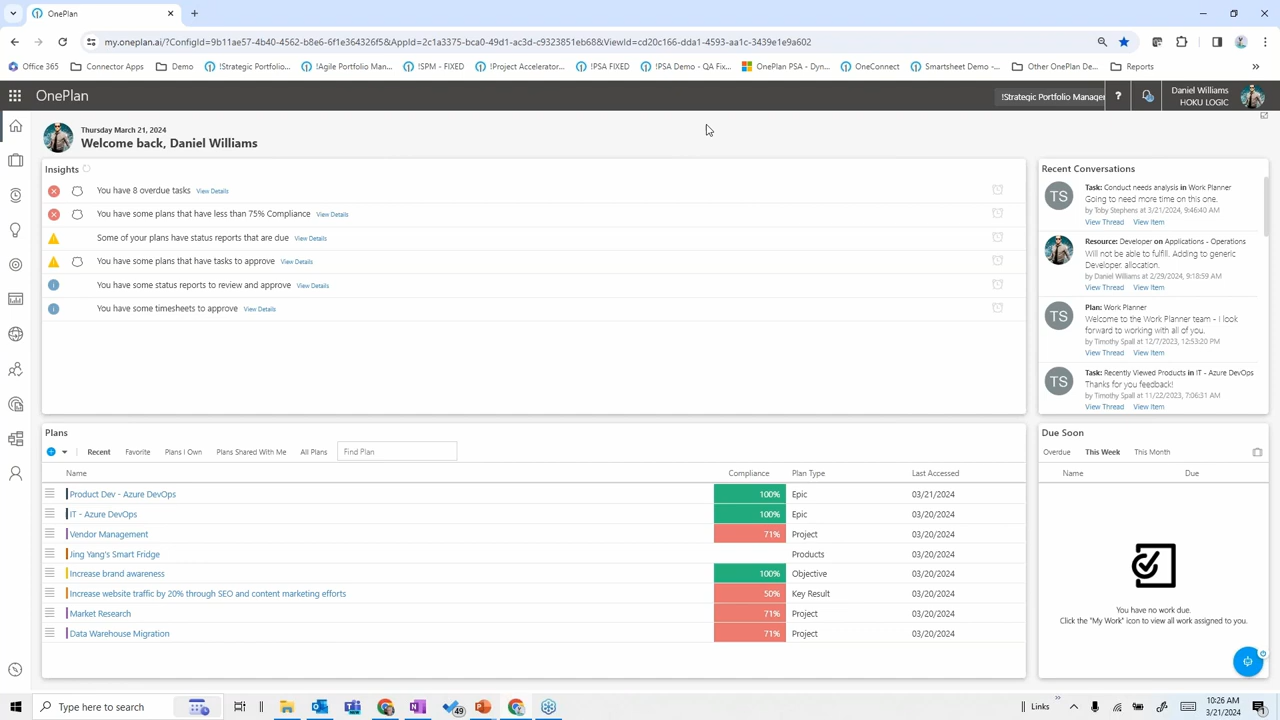 OnePlan
my.oneplan.ai/?ConfigId=9b11ae57-4b40-4562-b8e6-6f1e364326f5&AppId=2c1a3375-bca0-49d1-ac3d-c9323851eb68&ViewId=cd20c166-dda1-4593-aa1c-3439e1e9a602
Office 365
Connector Apps
Demo
!Strategic Portfolio...
!Agile Portfolio Man...
!SPM - FIXED
!Project Accelerator...
!PSA FIXED
!PSA Demo - QA Fix...
OnePlan PSA - Dyn...
OneConnect
Smartsheet Demo -...
Other OnePlan De...
Reports
OnePlan
!Strategic Portfolio Manager
?
Daniel Williams
HOKU LOGIC
Thursday March 21, 2024
Welcome back, Daniel Williams
Insights
You have 8 overdue tasks View Details
You have some plans that have less than 75% Compliance View Details
Some of your plans have status reports that are due View Details
You have some plans that have tasks to approve View Details
You have some status reports to review and approve View Details
You have some timesheets to approve View Details
Recent Conversations
TS
Task: Conduct needs analysis in Work Planner
Going to need more time on this one.
by Toby Stephens at 3/21/2024, 9:46:40 AM
View Thread View Item
Resource: Developer on Applications - Operations
Will not be able to fulfill. Adding to generic
Developer. allocation.
by Daniel Williams at 2/29/2024, 9:18:59 AM
View Thread View Item
TS
Plan: Work Planner
Welcome to the Work Planner team - I look
forward to working with all of you.
by Timothy Spall at 12/7/2023, 12:53:20 PM
View Thread View Item
TS
Task: Recently Viewed Products in IT - Azure DevOps
Thanks for you feedback!
by Timothy Spall at 11/22/2023, 7:06:31 AM
View Thread View Item
Plans
Recent Favorite Plans I Own Plans Shared With Me All Plans Find Plan
Name Compliance Plan Type Last Accessed
Product Dev - Azure DevOps 100% Epic 03/21/2024
IT - Azure DevOps 100% Epic 03/20/2024
Vendor Management 71% Project 03/20/2024
Jing Yang's Smart Fridge Products 03/20/2024
Increase brand awareness 100% Objective 03/20/2024
Increase website traffic by 20% through SEO and content marketing efforts 50% Key Result 03/20/2024
Market Research 71% Project 03/20/2024
Data Warehouse Migration 71% Project 03/20/2024
Due Soon
Overdue This Week This Month
Name Due
You have no work due.
Click the "My Work" icon to view all work assigned to you.
Type here to search
49
Links
10:26 AM
3/21/2024